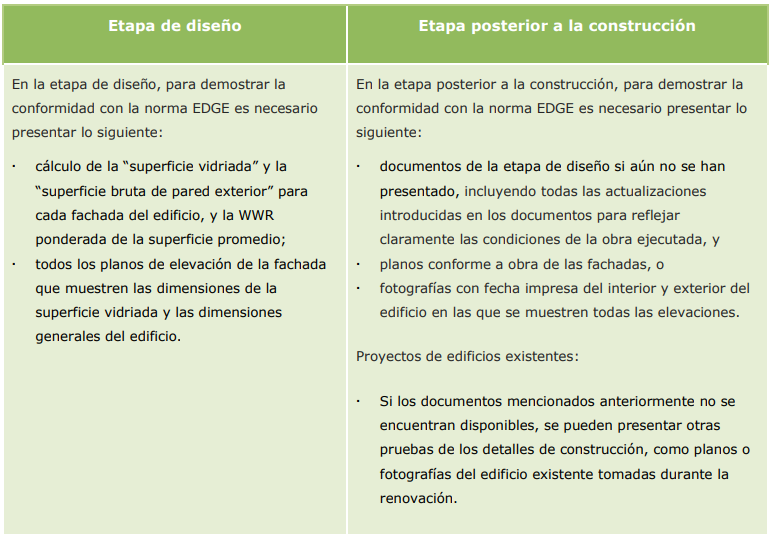 Etapa de diseño
Etapa posterior a la construcción
En la etapa de diseño, para demostrar la
conformidad con la norma EDGE es necesario
presentar lo siguiente:
· cálculo de la “superficie vidriada” y la
“superficie bruta de pared exterior” para
cada fachada del edificio, y la WWR
ponderada de la superficie promedio;
· todos los planos de elevación de la fachada
que muestren las dimensiones de la
superficie vidriada y las dimensiones
generales del edificio.
En la etapa posterior a la construcción, para demostrar la
conformidad con la norma EDGE es necesario presentar lo
siguiente:
· documentos de la etapa de diseño si aún no se han
presentado, incluyendo todas las actualizaciones
introducidas en los documentos para reflejar
claramente las condiciones de la obra ejecutada, y
· planos conforme a obra de las fachadas, o
· fotografías con fecha impresa del interior y exterior del
edificio en las que se muestren todas las elevaciones.
Proyectos de edificios existentes:
· Si los documentos mencionados anteriormente no se
encuentran disponibles, se pueden presentar otras
pruebas de los detalles de construcción, como planos o
fotografías del edificio existente tomadas durante la
renovación.